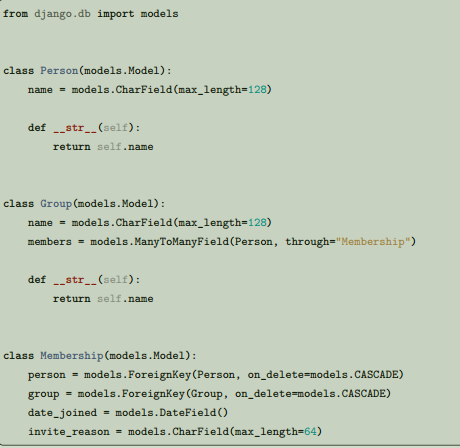 from django.db import models
class Person(models.Model):
    name = models.CharField(max_length=128)
    def __str__(self):
        return self.name
class Group(models.Model):
    name = models.CharField(max_length=128)
    members = models.ManyToManyField(Person, through="Membership")
    def __str__(self):
        return self.name
class Membership(models.Model):
    person = models.ForeignKey(Person, on_delete=models.CASCADE)
    group = models.ForeignKey(Group, on_delete=models.CASCADE)
    date_joined = models.DateField()
    invite_reason = models.CharField(max_length=64)